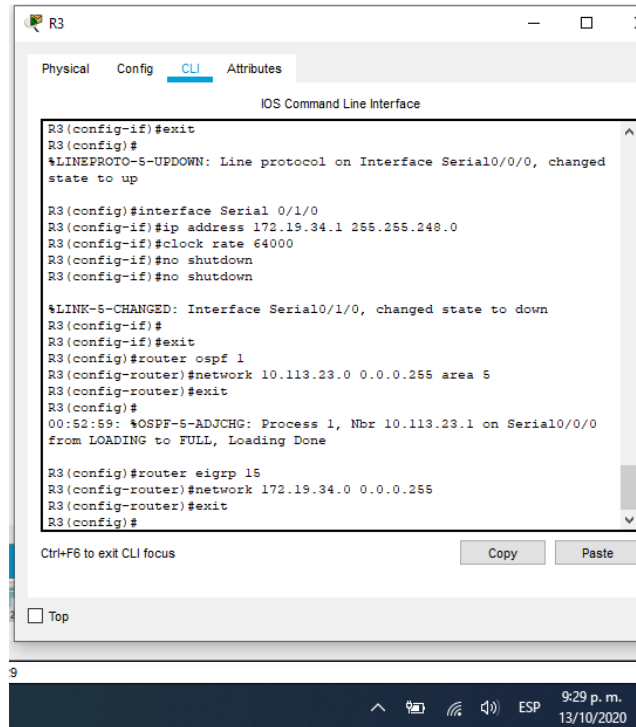 R3
Physical Config CLI Attributes
IOS Command Line Interface
R3(config-if)#exit
R3(config)#
%LINEPROTO-5-UPDOWN: Line protocol on Interface Serial0/0/0, changed
state to up
R3(config)#interface Serial 0/1/0
R3(config-if)#ip address 172.19.34.1 255.255.248.0
R3(config-if)#clock rate 64000
R3(config-if)#no shutdown
R3(config-if)#no shutdown
%LINK-5-CHANGED: Interface Serial0/1/0, changed state to down
R3(config-if)#
R3(config-if)#exit
R3(config)#router ospf 1
R3(config-router)#network 10.113.23.0 0.0.0.255 area 5
R3(config-router)#exit
R3(config)#
00:52:59: %OSPF-5-ADJCHG: Process 1, Nbr 10.113.23.1 on Serial0/0/0
from LOADING to FULL, Loading Done
R3(config)#router eigrp 15
R3(config-router)#network 172.19.34.0 0.0.0.255
R3(config-router)#exit
R3(config)#
Ctrl+F6 to exit CLI focus
Copy Paste
Top
ESP
9:29 p. m.
13/10/2020